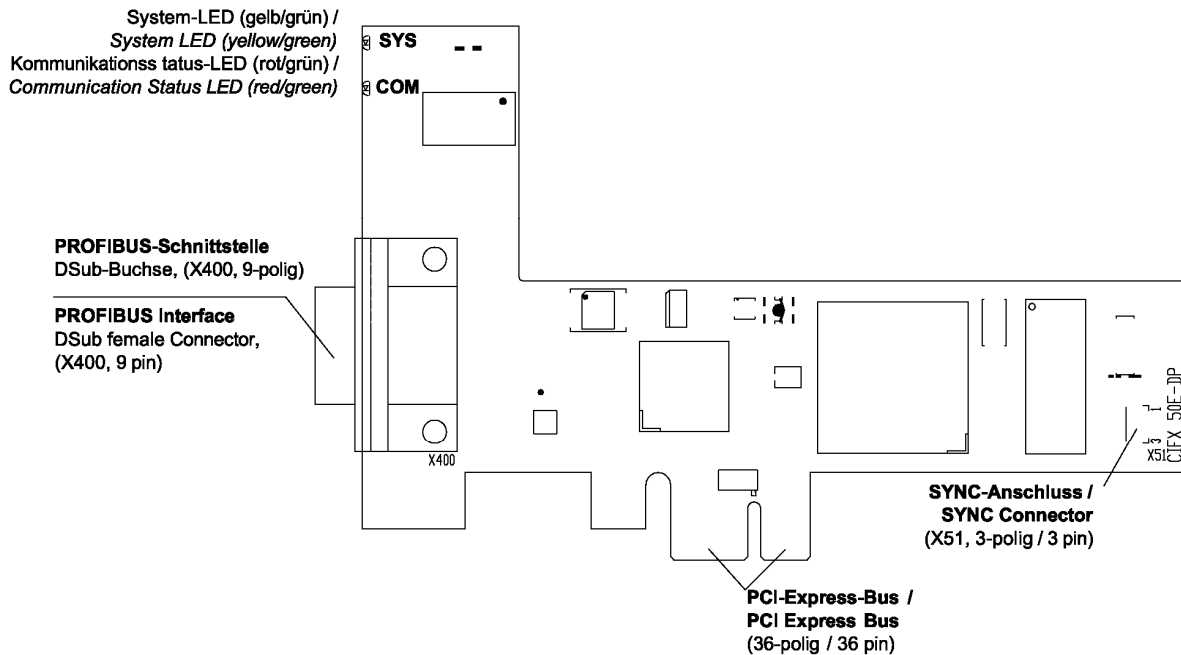 System-LED (gelb/grün) /
System LED (yellow/green)
Kommunikationss tatus-LED (rot/grün) /
Communication Status LED (red/green)
SYS
COM
PROFIBUS-Schnittstelle
DSub-Buchse, (X400, 9-polig)
PROFIBUS Interface
DSub female Connector,
(X400, 9 pin)
X400
1
3
X51
CIFX 50E-DP
SYNC-Anschluss /
SYNC Connector
(X51, 3-polig / 3 pin)
PCI-Express-Bus /
PCI Express Bus
(36-polig / 36 pin)